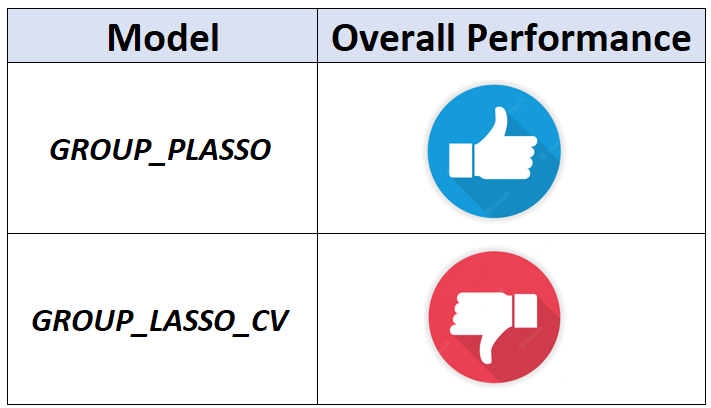 Model Overall Performance
GROUP_PLASSO
GROUP_LASSO_CV